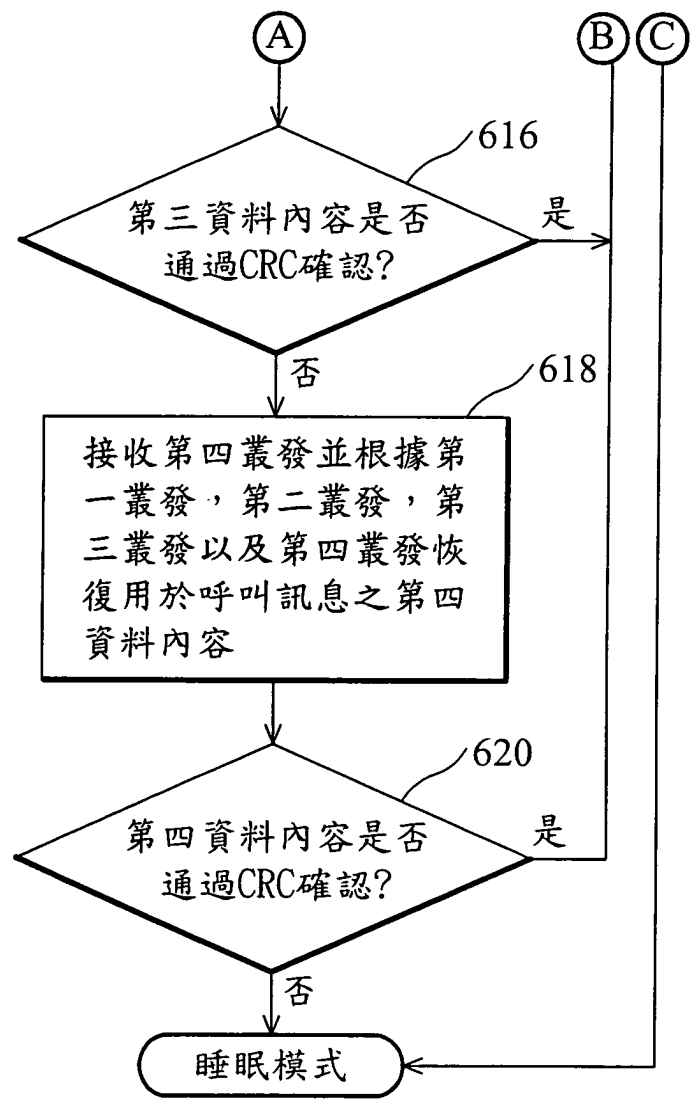 A
B
C
616
第三資料內容是否
通過CRC確認?
是
否
618
接收第四叢發並根據第
一叢發，第二叢發，第
三叢發以及第四叢發恢
復用於呼叫訊息之第四
資料內容
620
第四資料內容是否
通過CRC確認?
是
否
睡眠模式